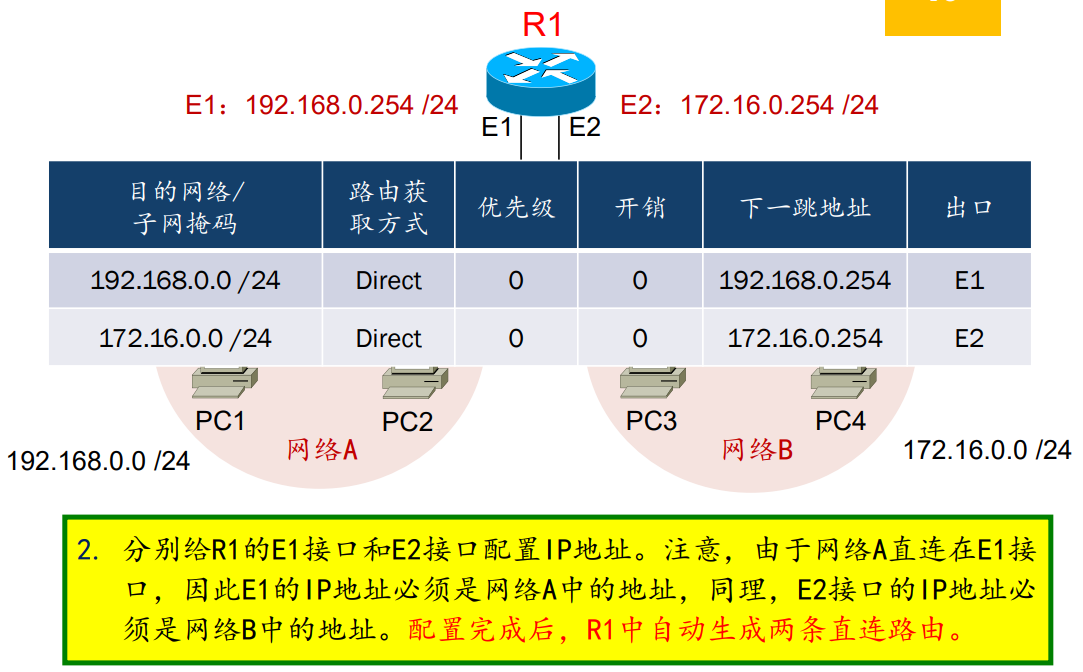 R1
E1：192.168.0.254 /24
E2：172.16.0.254 /24
E1
E2
目的网络/
子网掩码
路由获
取方式
优先级
开销
下一跳地址
出口
192.168.0.0 /24
Direct
0
0
192.168.0.254
E1
172.16.0.0 /24
Direct
0
0
172.16.0.254
E2
PC1
PC2
PC3
PC4
网络A
网络B
192.168.0.0 /24
172.16.0.0 /24
2. 分别给R1的E1接口和E2接口配置IP地址。注意，由于网络A直连在E1接
口，因此E1的IP地址必须是网络A中的地址，同理，E2接口的IP地址必
须是网络B中的地址。配置完成后，R1中自动生成两条直连路由。